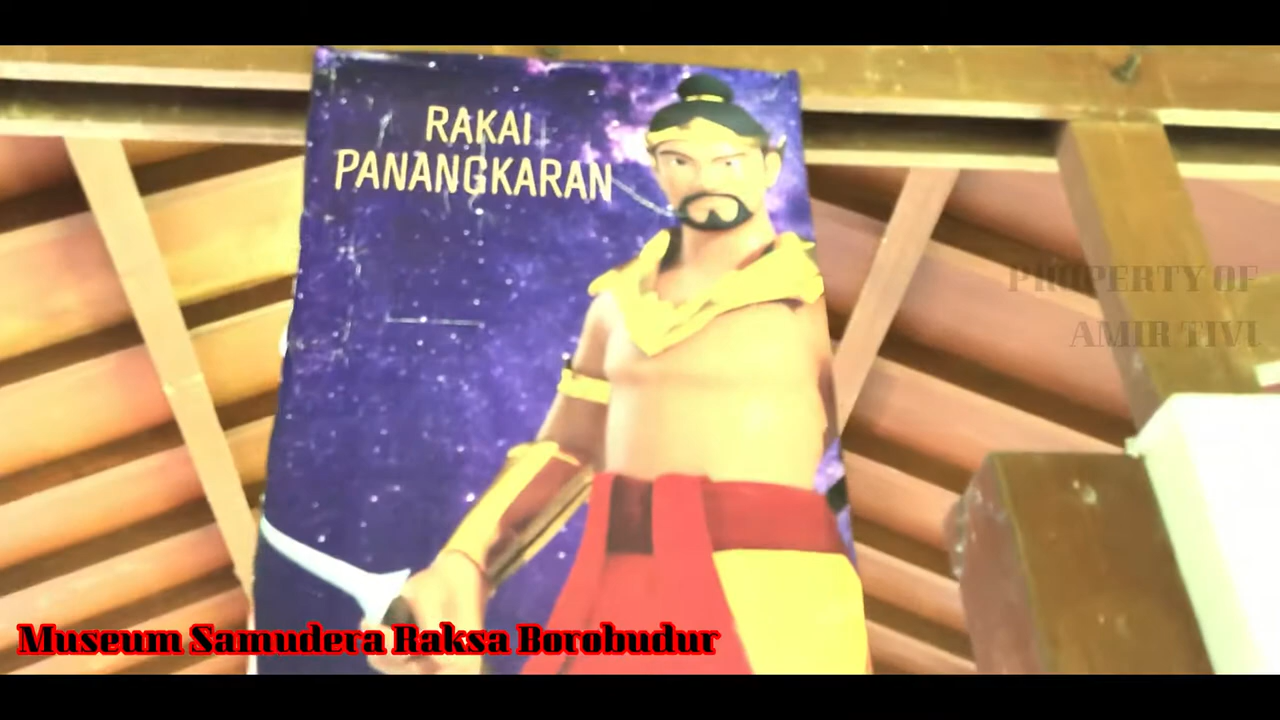 RAKAI
PANANGKARAN
PROPERTY OF
AMIR TIVI
Museum Samudera Raksa Borobudur